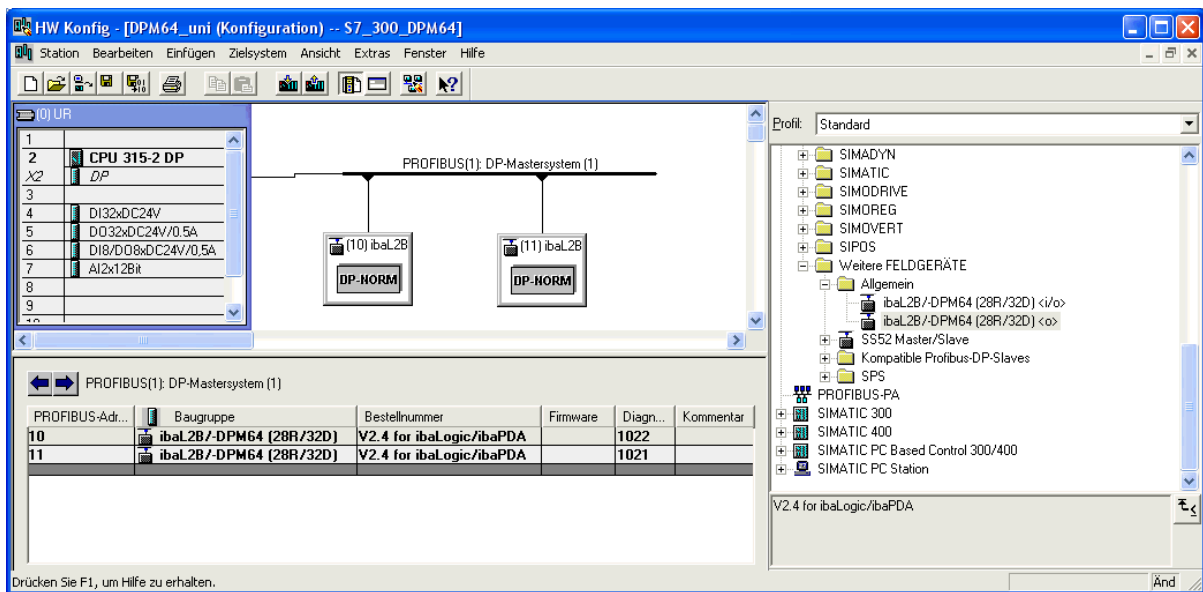 HW Konfig - [DPM64_uni (Konfiguration) -- S7_300_DPM64]
Station Bearbeiten Einfügen Zielsystem Ansicht Extras Fenster Hilfe
(0) UR
1
2 CPU 315-2 DP
X2 DP
3
4 DI32xDC24V
5 DO32xDC24V/0.5A
6 DI8/DO8xDC24V/0,5A
7 AI2x12Bit
8
9
PROFIBUS(1): DP-Mastersystem (1)
(10) ibaL2B
DP-NORM
(11) ibaL2B
DP-NORM
Profil: Standard
SIMADYN
SIMATIC
SIMODRIVE
SIMOREG
SIMOVERT
SIPOS
Weitere FELDGERÄTE
Allgemein
ibaL2B/-DPM64 (28R/32D) <i/o>
ibaL2B/-DPM64 (28R/32D) <o>
SS52 Master/Slave
Kompatible Profibus-DP-Slaves
SPS
PROFIBUS-PA
SIMATIC 300
SIMATIC 400
SIMATIC PC Based Control 300/400
SIMATIC PC Station
V2.4 for ibaLogic/ibaPDA
PROFIBUS(1): DP-Mastersystem (1)
PROFIBUS-Adr... Baugruppe Bestellnummer Firmware Diagn... Kommentar
10 ibaL2B/-DPM64 (28R/32D) V2.4 for ibaLogic/ibaPDA 1022
11 ibaL2B/-DPM64 (28R/32D) V2.4 for ibaLogic/ibaPDA 1021
Drücken Sie F1, um Hilfe zu erhalten.
Änd